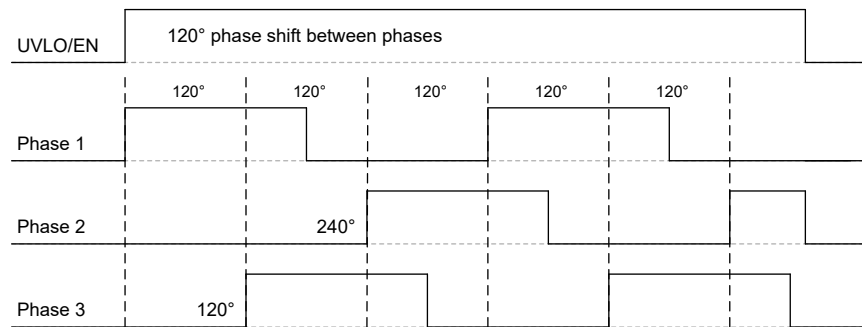 UVLO/EN
120° phase shift between phases
120° 120° 120° 120° 120°
Phase 1
Phase 2 240°
Phase 3 120°